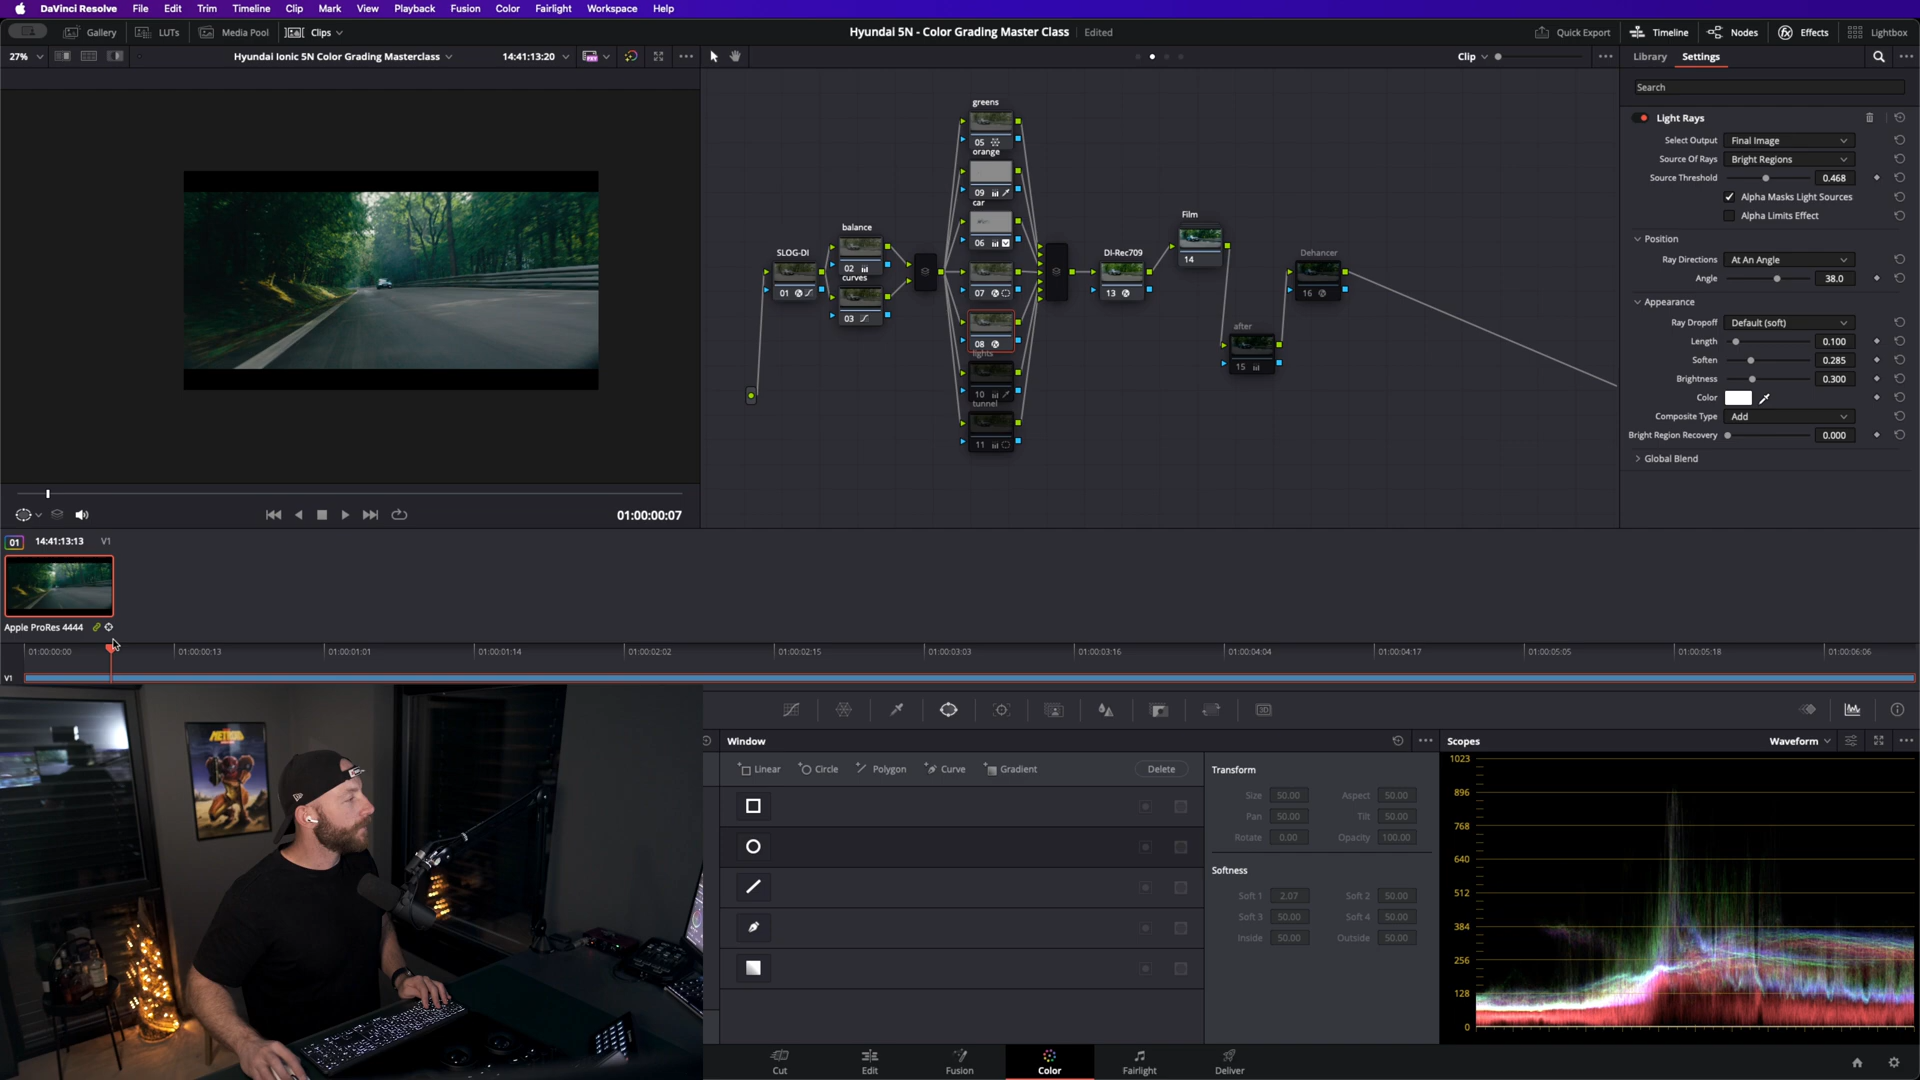 DaVinci Resolve File Edit Trim Timeline Clip Mark View Playback Fusion Color Fairlight Workspace Help
Gallery LUTs Media Pool Clips Hyundai 5N - Color Grading Master Class Edited Quick Export Timeline Nodes Effects Lightbox
27% Hyundai Ionic 5N Color Grading Masterclass 14:41:13:20 Clip Library Settings
Search
Light Rays
Select Output Final Image
Source Of Rays Bright Regions
Source Threshold 0.468
Alpha Masks Light Sources
Alpha Limits Effect
Position
Ray Directions At An Angle
Angle 38.0
Appearance
Ray Dropoff Default (soft)
Length 0.100
Soften 0.285
Brightness 0.300
Color
Composite Type Add
Bright Region Recovery 0.000
Global Blend
SLOG-DI
01
balance
02
curves
03
greens
05
orange
09
car
06
07
08
lights
10
tunnel
11
DI-Rec709
13
Film
14
after
15
Dehancer
16
01:00:00:07
01 14:41:13:13 V1
Apple ProRes 4444
01:00:00:00 01:00:00:13 01:00:01:01 01:00:01:14 01:00:02:02 01:00:02:15 01:00:03:03 01:00:03:16 01:00:04:04 01:00:04:17 01:00:05:05 01:00:05:18 01:00:06:06
V1
METROID
3D
Window
Linear Circle Polygon Curve Gradient Delete
Transform
Size 50.00 Aspect 50.00
Pan 50.00 Tilt 50.00
Rotate 0.00 Opacity 100.00
Softness
Soft 1 2.07 Soft 2 50.00
Soft 3 50.00 Soft 4 50.00
Inside 50.00 Outside 50.00
Scopes Waveform
1023
896
768
640
512
384
256
128
0
Cut Edit Fusion Color Fairlight Deliver